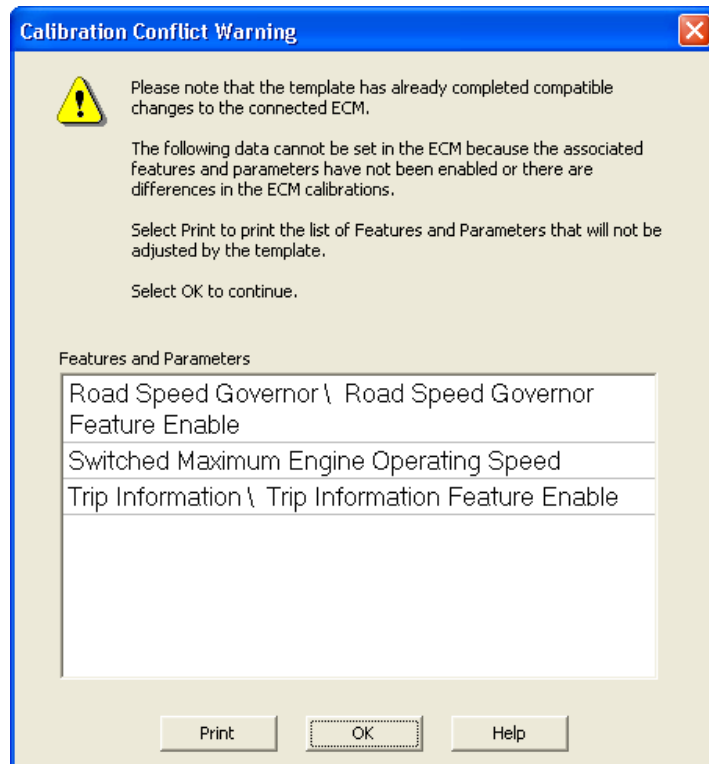 Calibration Conflict Warning
Please note that the template has already completed compatible
changes to the connected ECM.
The following data cannot be set in the ECM because the associated
features and parameters have not been enabled or there are
differences in the ECM calibrations.
Select Print to print the list of Features and Parameters that will not be
adjusted by the template.
Select OK to continue.
Features and Parameters
Road Speed Governor \ Road Speed Governor
Feature Enable
Switched Maximum Engine Operating Speed
Trip Information \ Trip Information Feature Enable
Print
OK
Help